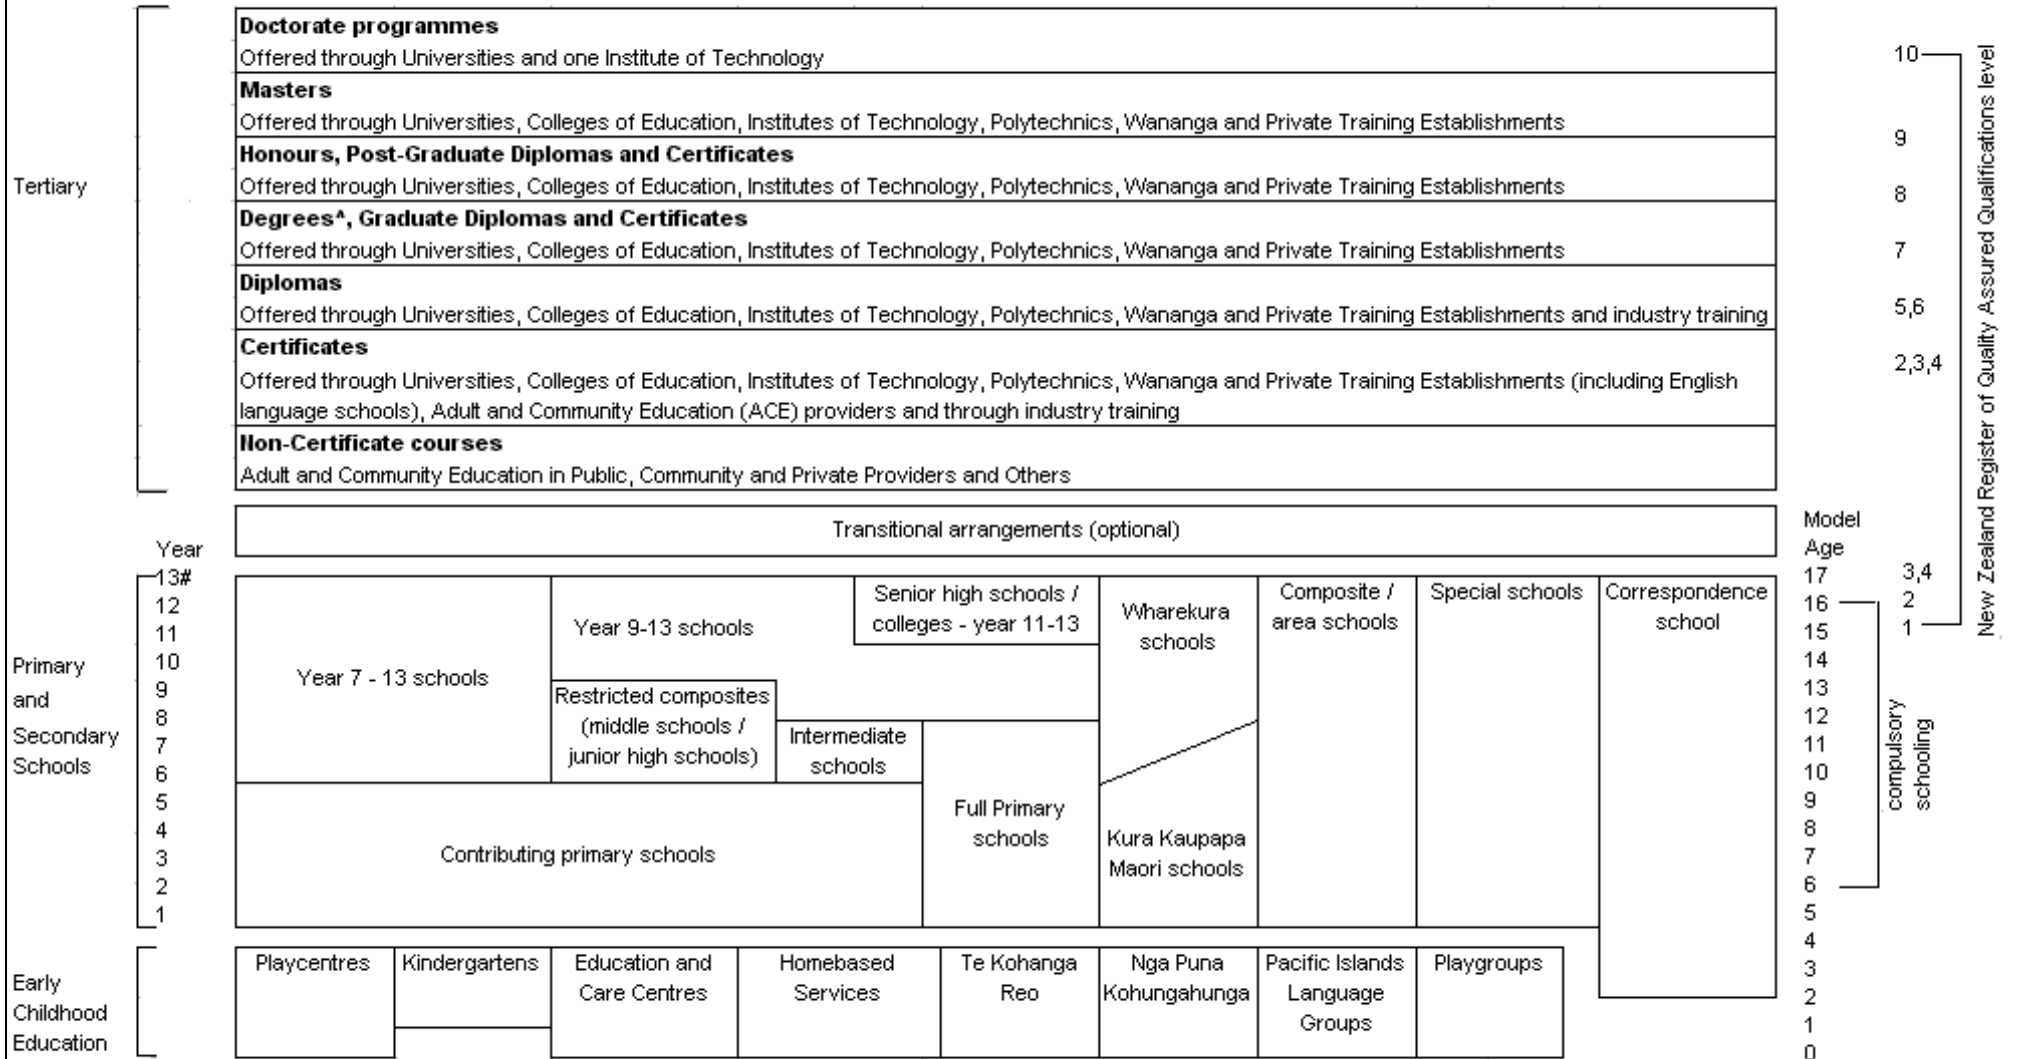 Doctorate programmes
Offered through Universities and one Institute of Technology
Masters
Offered through Universities, Colleges of Education, Institutes of Technology, Polytechnics, Wananga and Private Training Establishments
Honours, Post-Graduate Diplomas and Certificates
Offered through Universities, Colleges of Education, Institutes of Technology, Polytechnics, Wananga and Private Training Establishments
Degrees^, Graduate Diplomas and Certificates
Offered through Universities, Colleges of Education, Institutes of Technology, Polytechnics, Wananga and Private Training Establishments
Diplomas
Offered through Universities, Colleges of Education, Institutes of Technology, Polytechnics, Wananga and Private Training Establishments and industry training
Certificates
Offered through Universities, Colleges of Education, Institutes of Technology, Polytechnics, Wananga and Private Training Establishments (including English
language schools), Adult and Community Education (ACE) providers and through industry training
Non-Certificate courses
Adult and Community Education in Public, Community and Private Providers and Others
Tertiary
10
9
8
7
5,6
2,3,4
New Zealand Register of Quality Assured Qualifications level
Transitional arrangements (optional)
Year
13#
12
11
10
9
8
7
6
5
4
3
2
1
Primary
and
Secondary
Schools
Year 7 - 13 schools
Year 9-13 schools
Senior high schools /
colleges - year 11-13
Restricted composites
(middle schools /
junior high schools)
Intermediate
schools
Contributing primary schools
Full Primary
schools
Wharekura
schools
Kura Kaupapa
Maori schools
Composite /
area schools
Special schools
Correspondence
school
Model
Age
17
16
15
14
13
12
11
10
9
8
7
6
5
4
3
2
1
0
3,4
2
1
compulsory
schooling
Early
Childhood
Education
Playcentres
Kindergartens
Education and
Care Centres
Homebased
Services
Te Kohanga
Reo
Nga Puna
Kohungahunga
Pacific Islands
Language
Groups
Playgroups